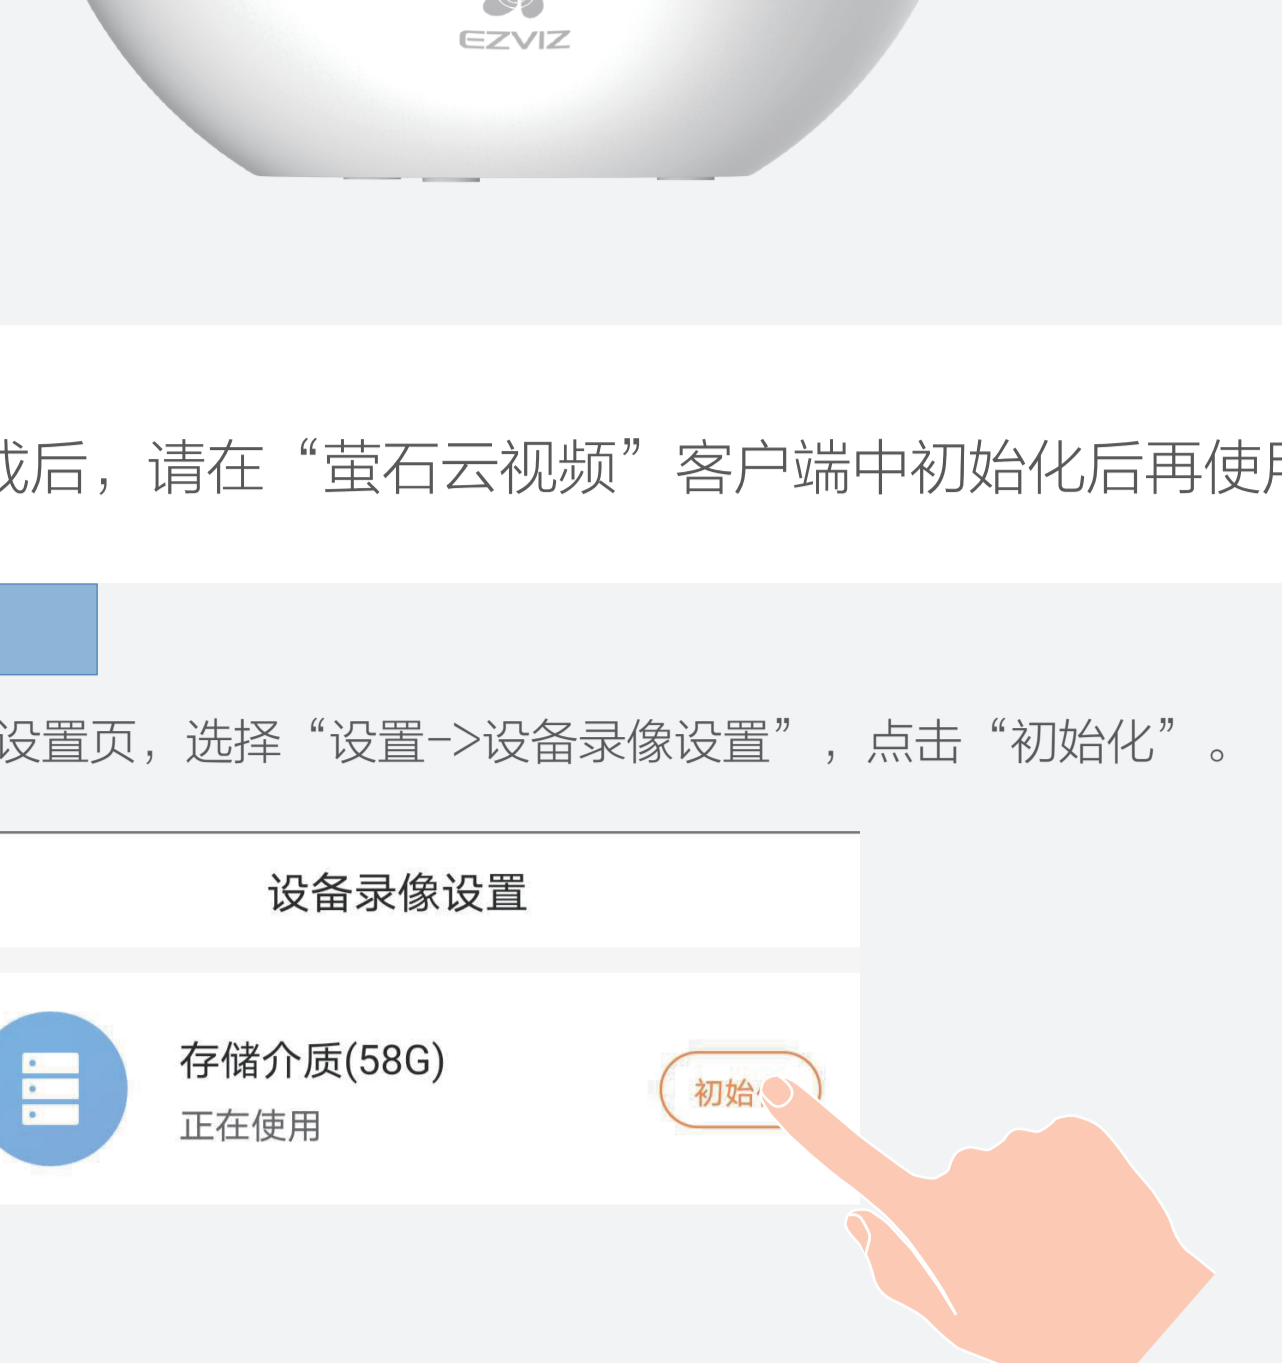 EZVIZ
后，请在“萤石云视频”客户端中初始化后再使
设置页，选择“设置->设备录像设置”，点击“初始化”。
设备录像设置
存储介质(58G)
初始
正在使用